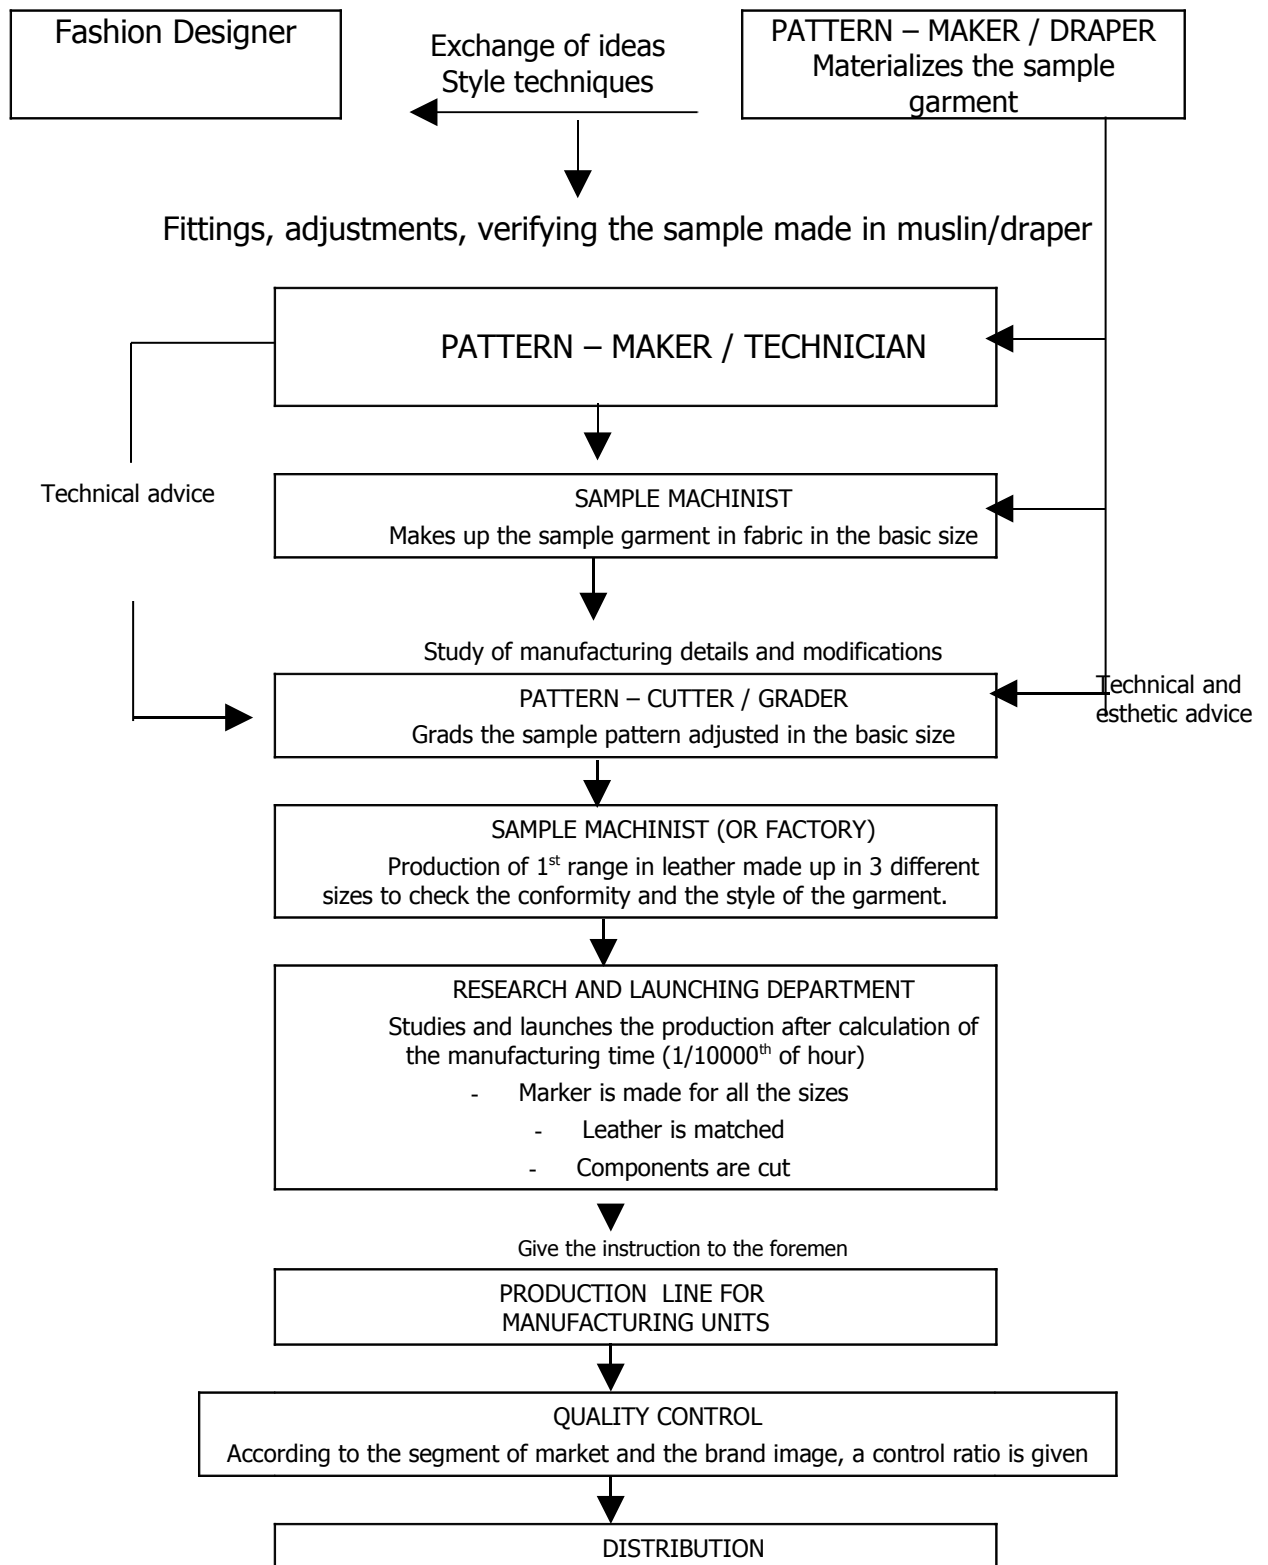 Fashion Designer
Exchange of ideas
Style techniques
PATTERN – MAKER / DRAPER
Materializes the sample
garment
Fittings, adjustments, verifying the sample made in muslin/draper
PATTERN – MAKER / TECHNICIAN
Technical advice
SAMPLE MACHINIST
Makes up the sample garment in fabric in the basic size
Study of manufacturing details and modifications
PATTERN – CUTTER / GRADER
Grads the sample pattern adjusted in the basic size
Technical and
esthetic advice
SAMPLE MACHINIST (OR FACTORY)
Production of 1st range in leather made up in 3 different
sizes to check the conformity and the style of the garment.
RESEARCH AND LAUNCHING DEPARTMENT
Studies and launches the production after calculation of
the manufacturing time (1/10000th of hour)
- Marker is made for all the sizes
- Leather is matched
- Components are cut
Give the instruction to the foremen
PRODUCTION LINE FOR
MANUFACTURING UNITS
QUALITY CONTROL
According to the segment of market and the brand image, a control ratio is given
DISTRIBUTION